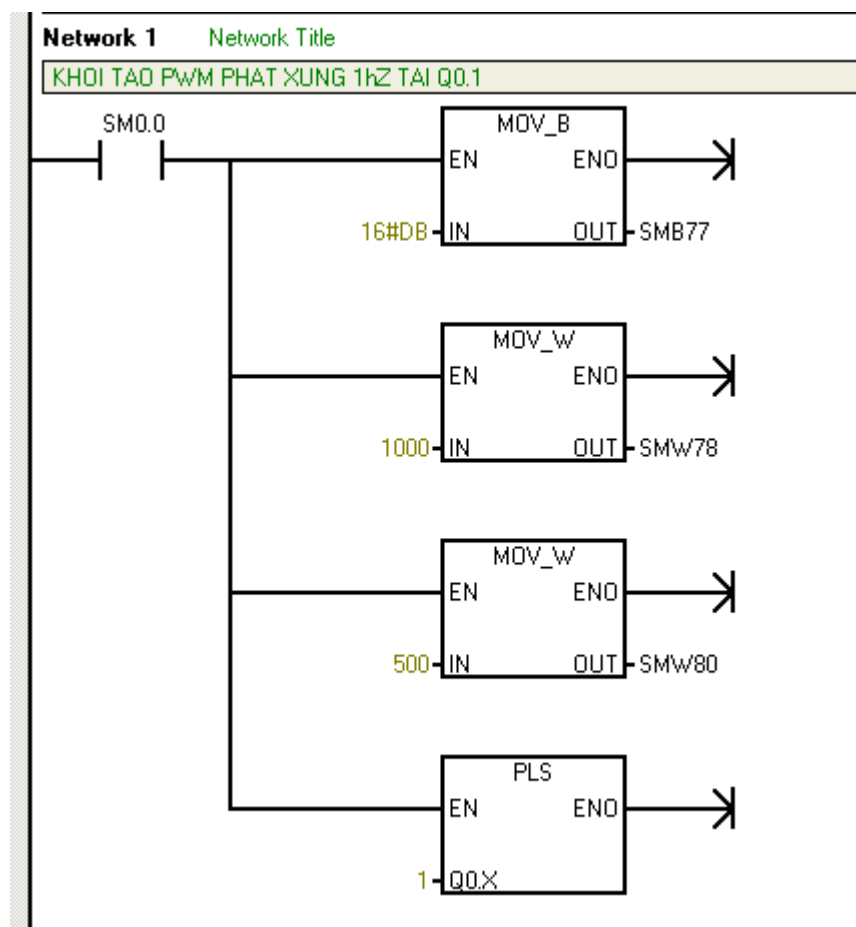 Network 1 Network Title
KHOI TAO PWM PHAT XUNG 1hZ TAI Q0.1
SM0.0
MOV_B
EN ENO
16#DB IN OUT SMB77
MOV_W
EN ENO
1000 IN OUT SMW78
MOV_W
EN ENO
500 IN OUT SMW80
PLS
EN ENO
1 Q0.X